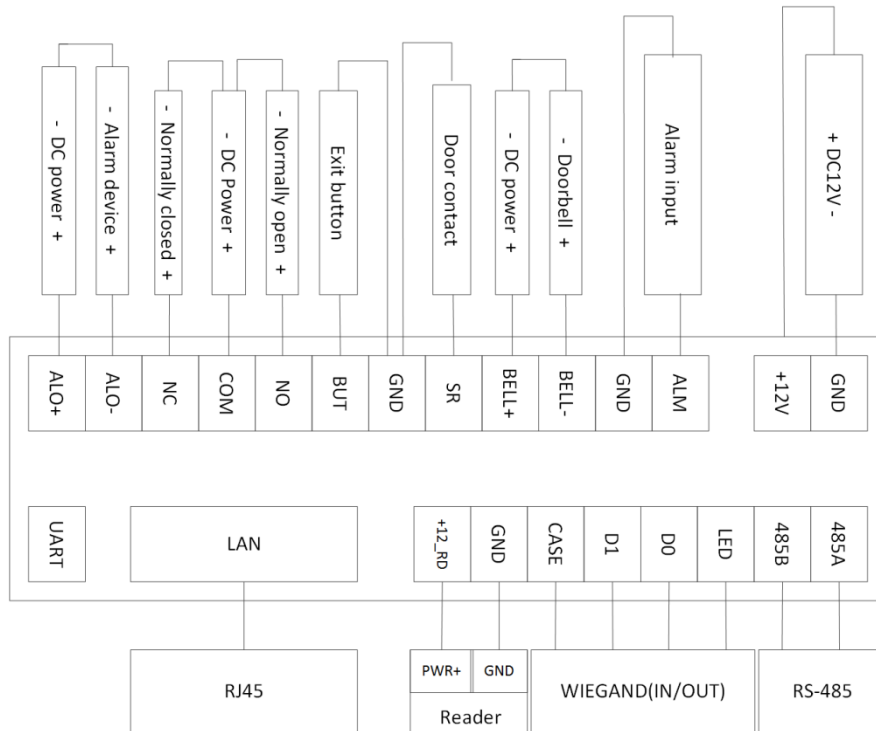 - DC power +
- Alarm device +
- Normally closed +
- DC Power +
- Normally open +
Exit button
Door contact
- DC power +
- Doorbell +
Alarm input
+ DC12V -
ALO+
ALO-
NC
COM
NO
BUT
GND
SR
BELL+
BELL-
GND
ALM
+12V
GND
UART
LAN
+12_RD
GND
CASE
D1
D0
LED
485B
485A
RJ45
PWR+
GND
Reader
WIEGAND(IN/OUT)
RS-485